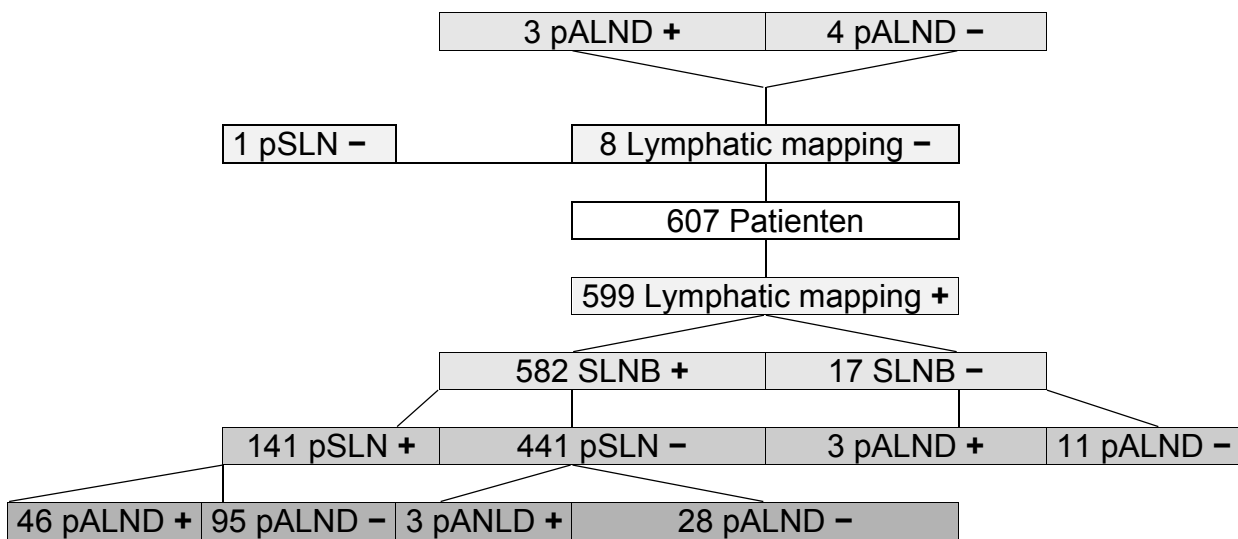 3 pALND + 4 pALND −
1 pSLN − 8 Lymphatic mapping −
607 Patienten
599 Lymphatic mapping +
582 SLNB + 17 SLNB −
141 pSLN + 441 pSLN − 3 pALND + 11 pALND −
46 pALND + 95 pALND − 3 pANLD + 28 pALND −